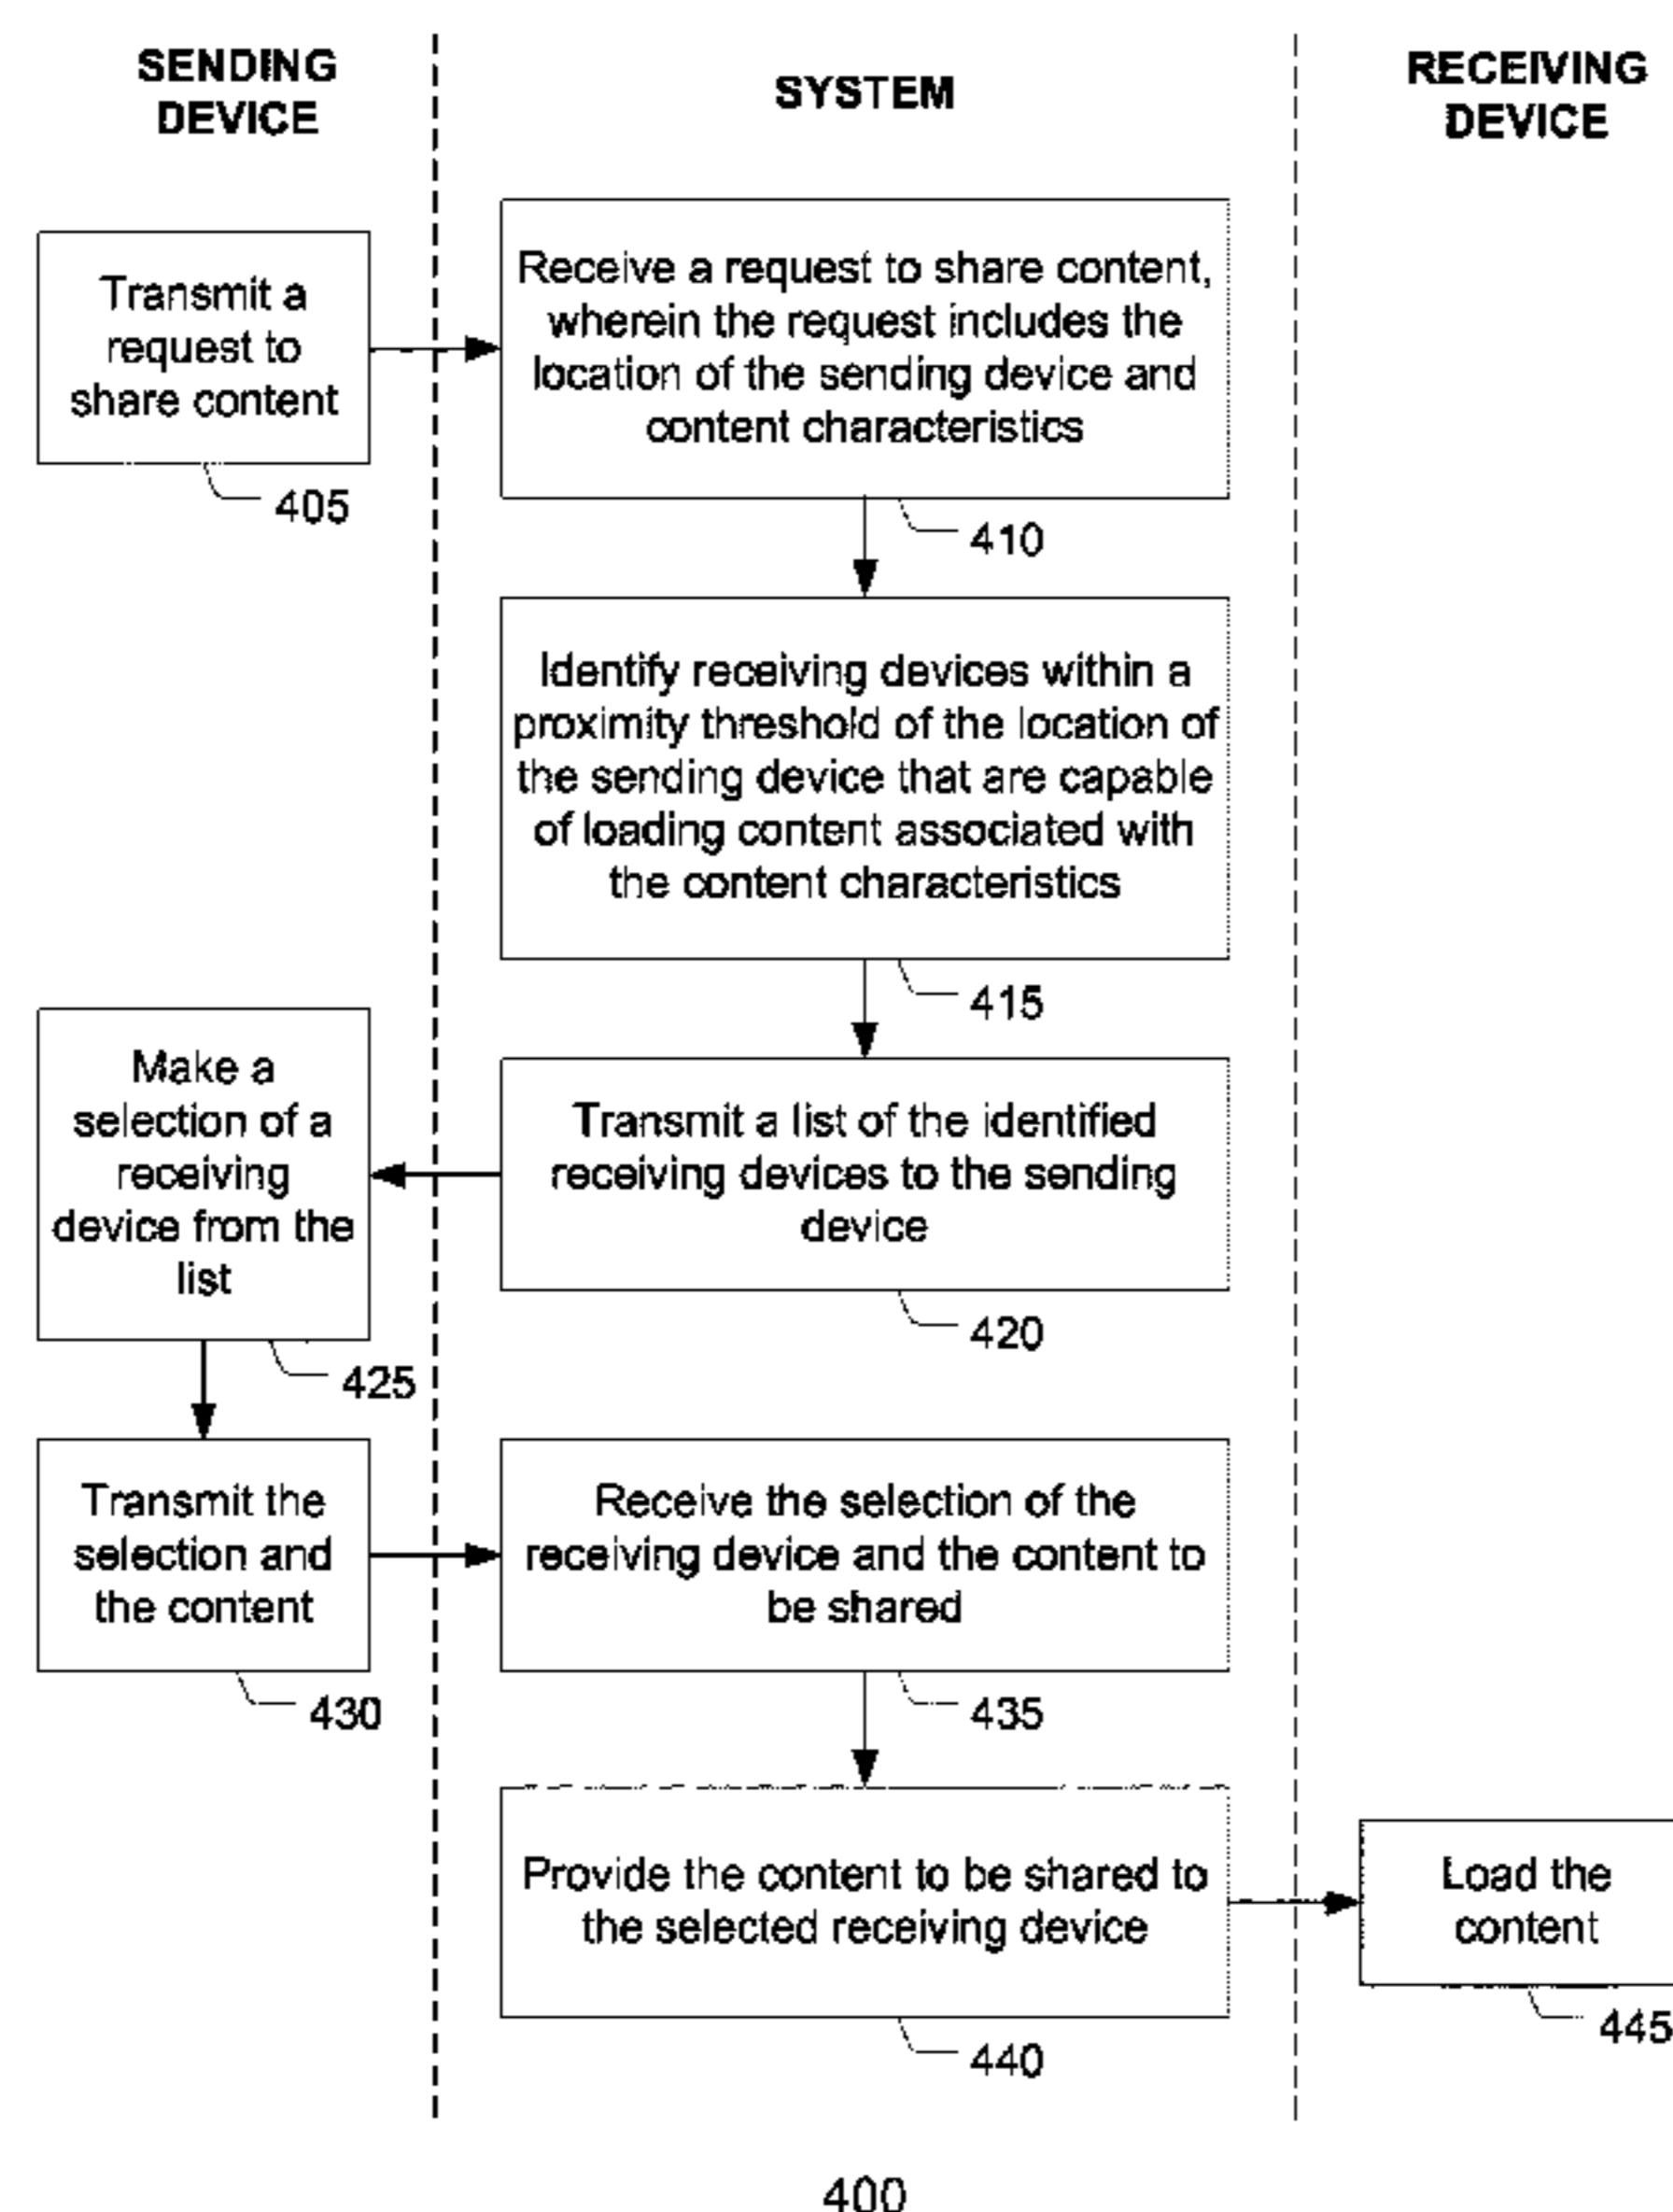 SENDING
DEVICE
SYSTEM
RECEIVING
DEVICE
Transmit a
request to
share content
405
Receive a request to share content,
wherein the request includes the
location of the sending device and
content characteristics
410
Identify receiving devices within a
proximity threshold of the location of
the sending device that are capable
of loading content associated with
the content characteristics
415
Transmit a list of the identified
receiving devices to the sending
device
420
Make a
selection of a
receiving
device from the
list
425
Transmit the
selection and
the content
430
Receive the selection of the
receiving device and the content to
be shared
435
Provide the content to be shared to
the selected receiving device
440
Load the
content
445
400